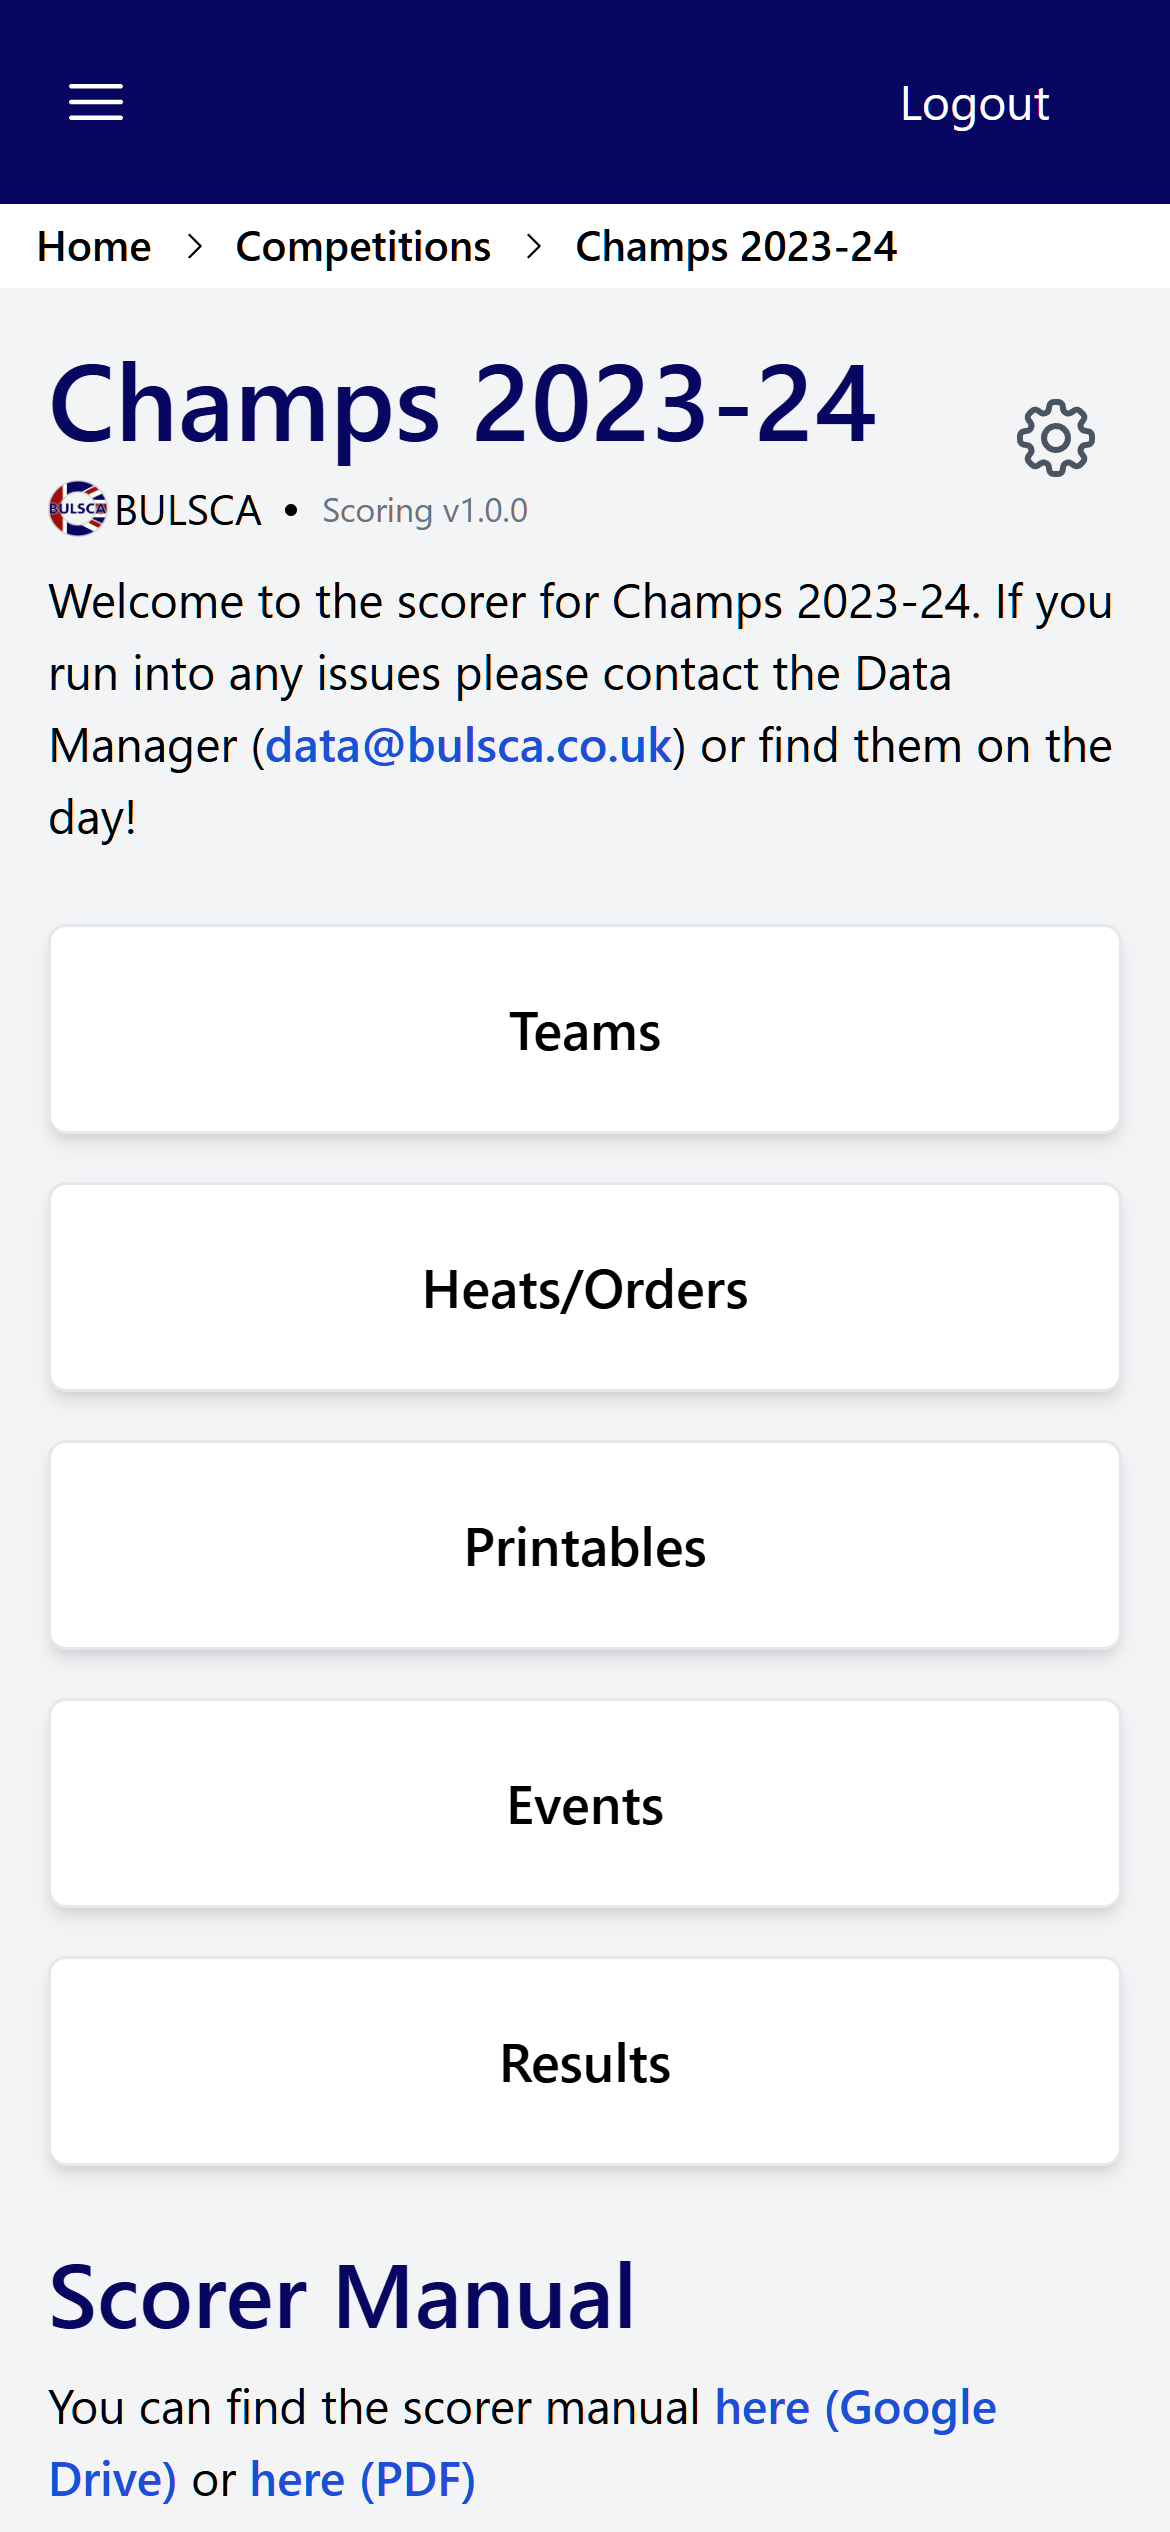 Logout
Home > Competitions > Champs 2023-24
Champs 2023-24
BULSCA BULSCA • Scoring v1.0.0
Welcome to the scorer for Champs 2023-24. If you
run into any issues please contact the Data
Manager (data@bulsca.co.uk) or find them on the
day!
Teams
Heats/Orders
Printables
Events
Results
Scorer Manual
You can find the scorer manual here (Google
Drive) or here (PDF)